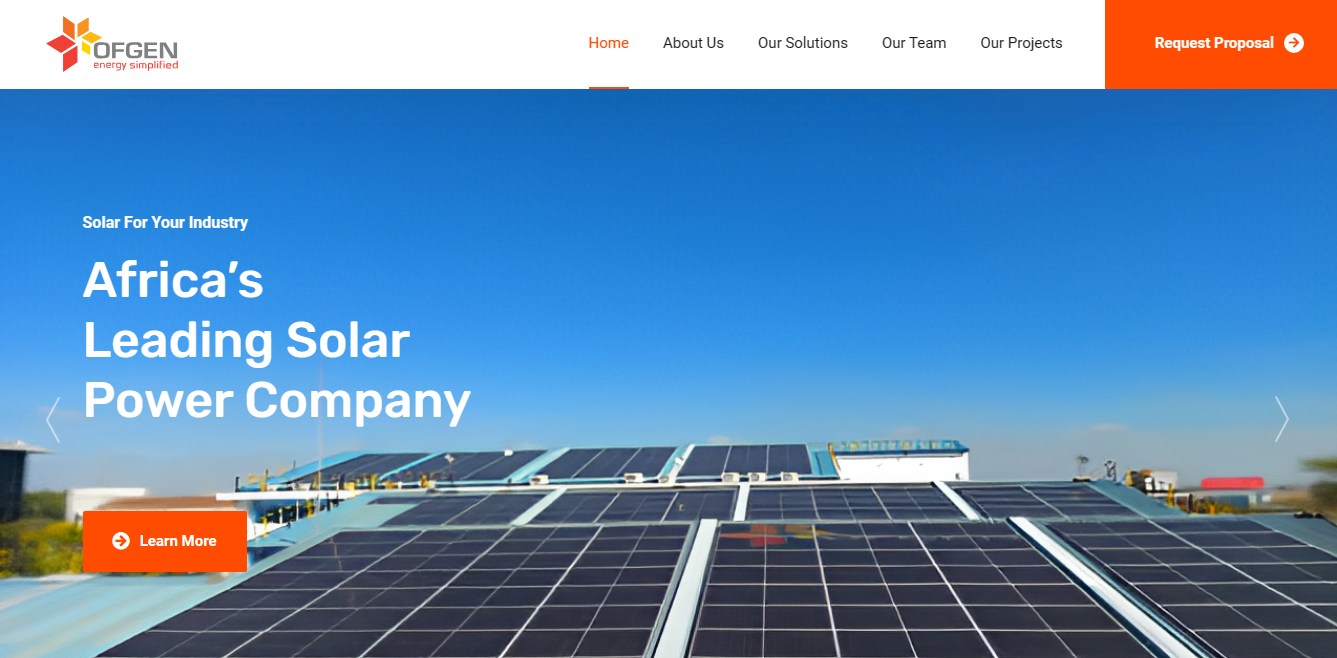 OFGEN
energy simplified
Home
About Us
Our Solutions
Our Team
Our Projects
Request Proposal
Solar For Your Industry
Africa’s
Leading Solar
Power Company
Learn More